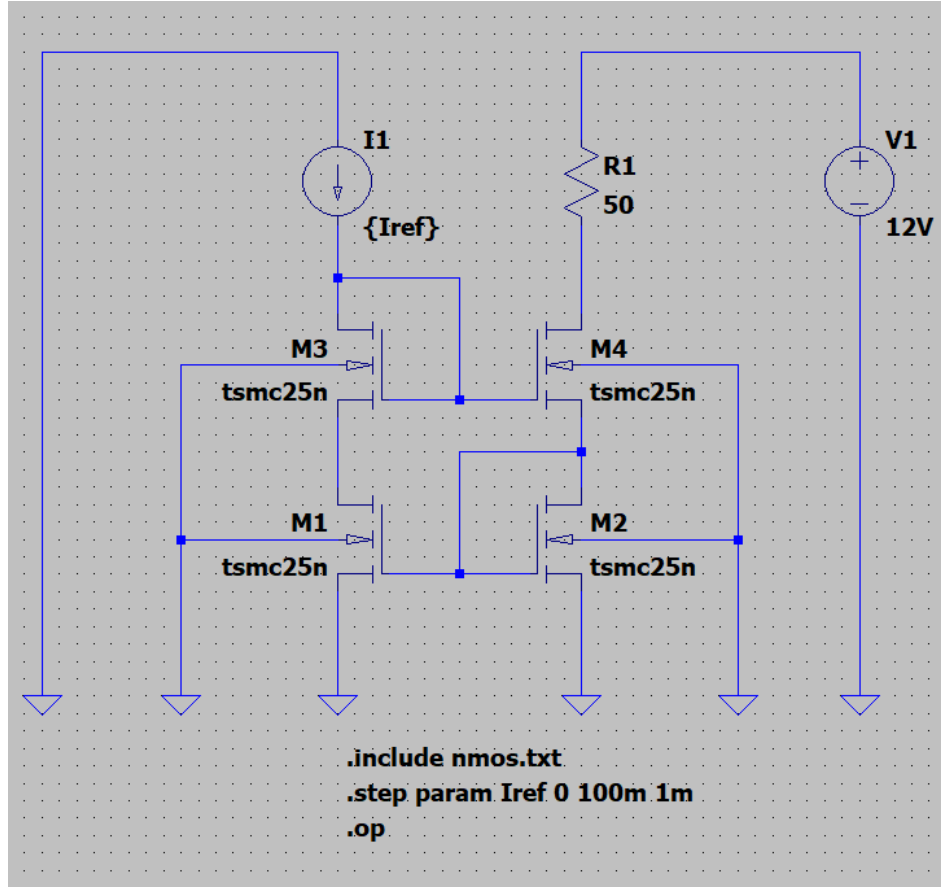 I1
{Iref}
R1
50
V1
12V
M3
tsmc25n
M4
tsmc25n
M1
tsmc25n
M2
tsmc25n
.include nmos.txt
.step param Iref 0 100m 1m
.op